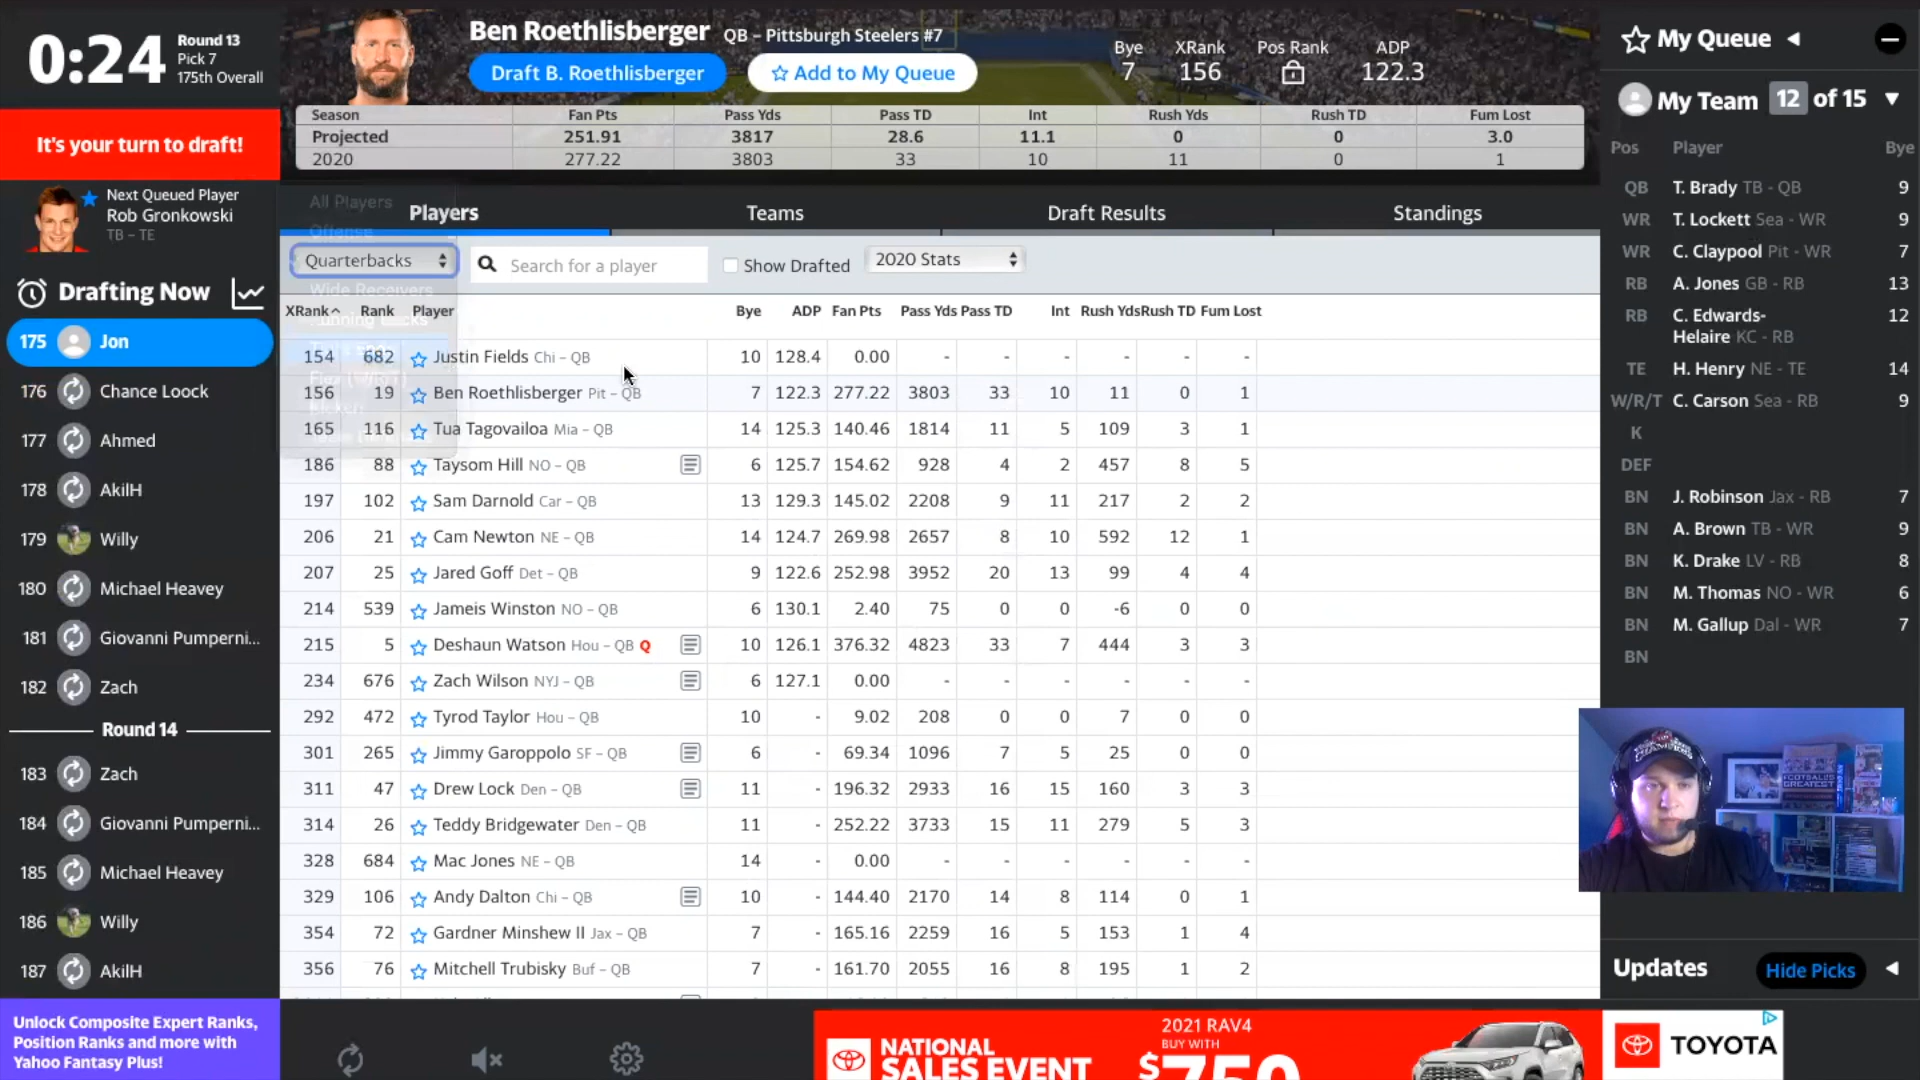 0:24
Round 13
Pick 7
175th Overall
It's your turn to draft!
Next Queued Player
Rob Gronkowski
TB – TE
Drafting Now
175 Jon
176 Chance Loock
177 Ahmed
178 AkilH
179 Willy
180 Michael Heavey
181 Giovanni Pumperni...
182 Zach
Round 14
183 Zach
184 Giovanni Pumperni...
185 Michael Heavey
186 Willy
187 AkilH
Unlock Composite Expert Ranks,
Position Ranks and more with
Yahoo Fantasy Plus!
Ben Roethlisberger QB – Pittsburgh Steelers #7
Draft B. Roethlisberger
Add to My Queue
Bye XRank Pos Rank ADP
7 156 122.3
Season Fan Pts Pass Yds Pass TD Int Rush Yds Rush TD Fum Lost
Projected 251.91 3817 28.6 11.1 0 0 3.0
2020 277.22 3803 33 10 11 0 1
All Players
Offense
Wide Receivers
Players Teams Draft Results Standings
Quarterbacks Search for a player Show Drafted 2020 Stats
XRank^ Rank Player Bye ADP Fan Pts Pass Yds Pass TD Int Rush Yds Rush TD Fum Lost
154 682 Justin Fields Chi – QB 10 128.4 0.00 - - - - - -
156 19 Ben Roethlisberger Pit – QB 7 122.3 277.22 3803 33 10 11 0 1
165 116 Tua Tagovailoa Mia – QB 14 125.3 140.46 1814 11 5 109 3 1
186 88 Taysom Hill NO – QB 6 125.7 154.62 928 4 2 457 8 5
197 102 Sam Darnold Car – QB 13 129.3 145.02 2208 9 11 217 2 2
206 21 Cam Newton NE – QB 14 124.7 269.98 2657 8 10 592 12 1
207 25 Jared Goff Det – QB 9 122.6 252.98 3952 20 13 99 4 4
214 539 Jameis Winston NO – QB 6 130.1 2.40 75 0 0 -6 0 0
215 5 Deshaun Watson Hou – QB Q 10 126.1 376.32 4823 33 7 444 3 3
234 676 Zach Wilson NYJ – QB 6 127.1 0.00 - - - - - -
292 472 Tyrod Taylor Hou – QB 10 - 9.02 208 0 0 7 0 0
301 265 Jimmy Garoppolo SF – QB 6 - 69.34 1096 7 5 25 0 0
311 47 Drew Lock Den – QB 11 - 196.32 2933 16 15 160 3 3
314 26 Teddy Bridgewater Den – QB 11 - 252.22 3733 15 11 279 5 3
328 684 Mac Jones NE – QB 14 - 0.00 - - - - - -
329 106 Andy Dalton Chi – QB 10 - 144.40 2170 14 8 114 0 1
354 72 Gardner Minshew II Jax – QB 7 - 165.16 2259 16 5 153 1 4
356 76 Mitchell Trubisky Buf – QB 7 - 161.70 2055 16 8 195 1 2
My Queue
My Team 12 of 15
Pos Player Bye
QB T. Brady TB - QB 9
WR T. Lockett Sea - WR 9
WR C. Claypool Pit - WR 7
RB A. Jones GB - RB 13
RB C. Edwards- 12
Helaire KC - RB
TE H. Henry NE - TE 14
W/R/T C. Carson Sea - RB 9
K
DEF
BN J. Robinson Jax - RB 7
BN A. Brown TB - WR 9
BN K. Drake LV - RB 8
BN M. Thomas NO - WR 6
BN M. Gallup Dal - WR 7
BN
Updates Hide Picks
NATIONAL
SALES EVENT
2021 RAV4
BUY WITH
$750
TOYOTA